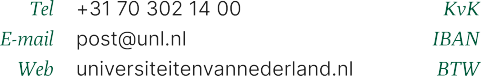 Tel +31 70 302 14 00 KvK
E-mail post@unl.nl IBAN
Web universiteitenvannederland.nl BTW